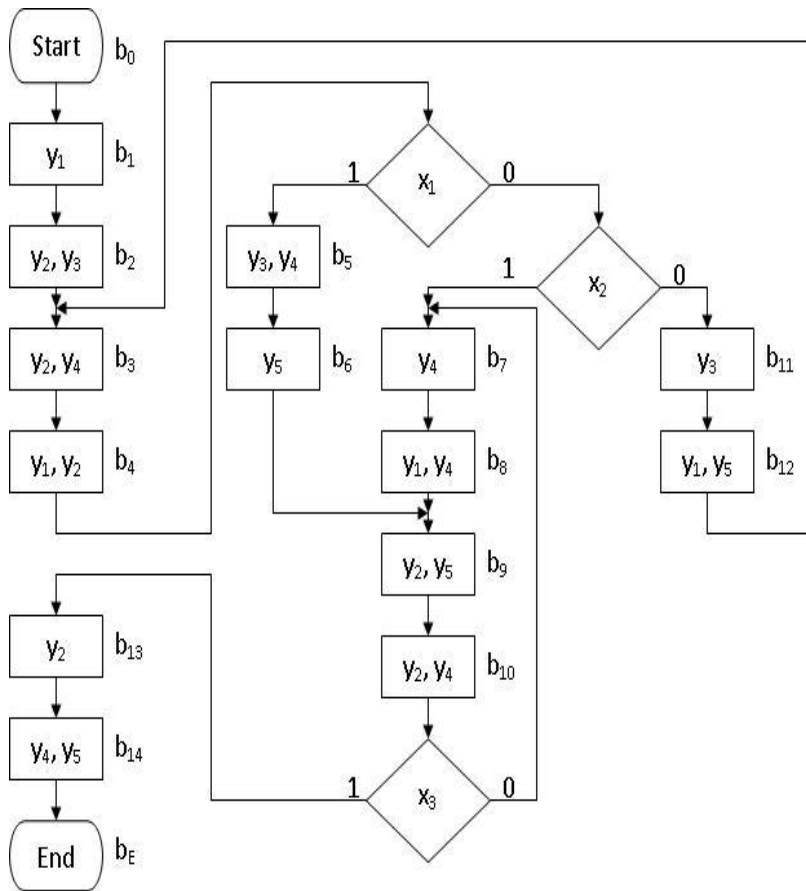 Start b₀
y₁ b₁
y₂, y₃ b₂
y₂, y₄ b₃
y₁, y₂ b₄
x₁
1 0
y₃, y₄ b₅
y₅ b₆
x₂
1 0
y₄ b₇
y₁, y₄ b₈
y₂, y₅ b₉
y₂, y₄ b₁₀
y₃ b₁₁
y₁, y₅ b₁₂
x₃
1 0
y₂ b₁₃
y₄, y₅ b₁₄
End b_E